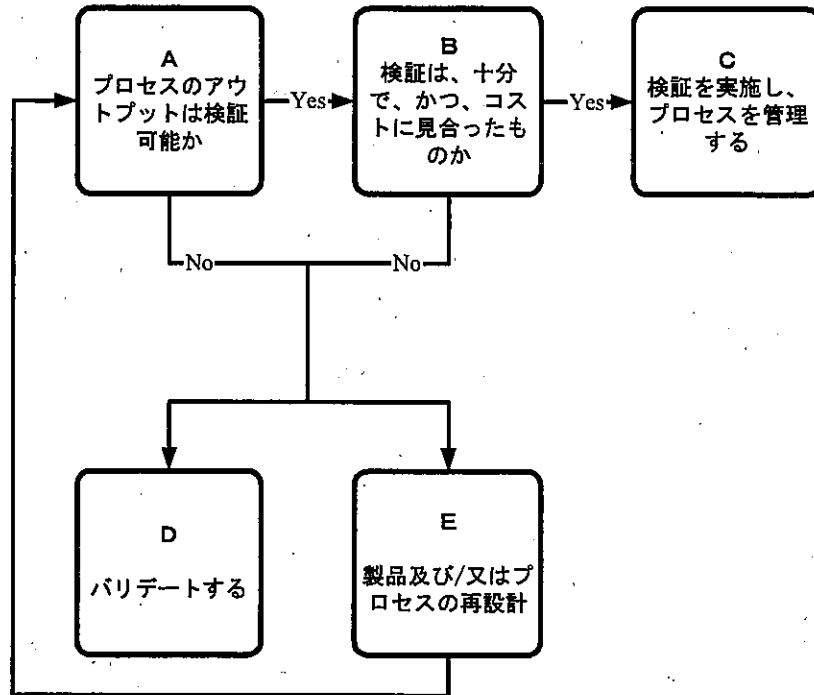 A
プロセスのアウ
トプットは検証
可能か
Yes
B
検証は、十分
で、かつ、コス
トに見合ったも
のか
Yes
C
検証を実施し、
プロセスを管理
する
No
No
D
バリデートする
E
製品及び/又はプ
ロセスの再設計